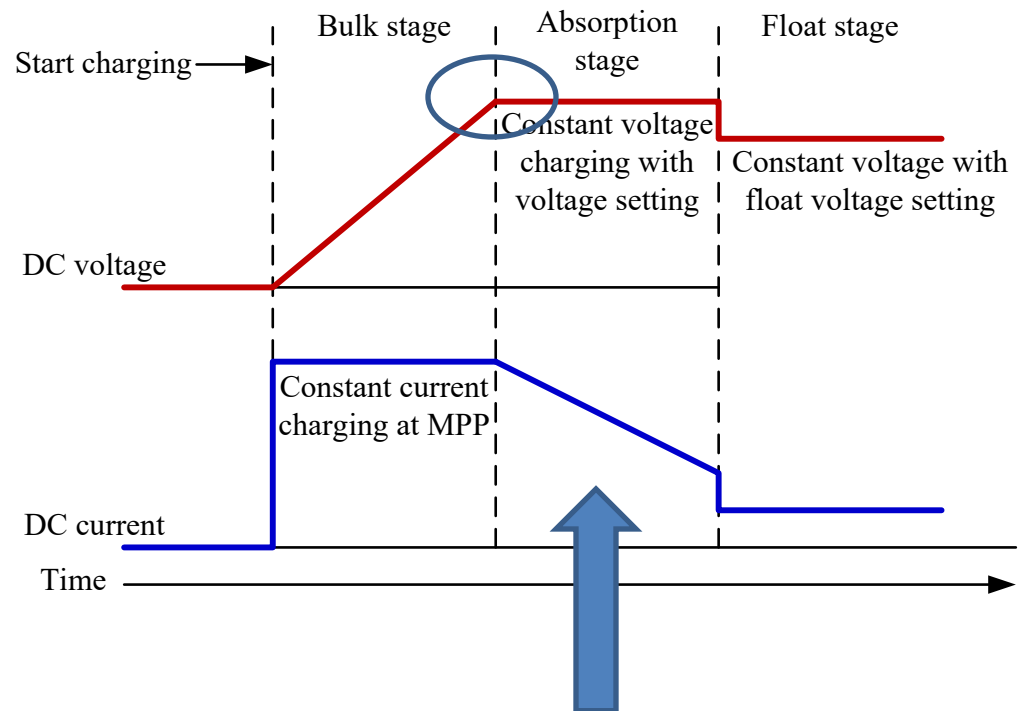 Bulk stage
Absorption
stage
Float stage
Start charging
Constant voltage
charging with
voltage setting
Constant voltage with
float voltage setting
DC voltage
Constant current
charging at MPP
DC current
Time